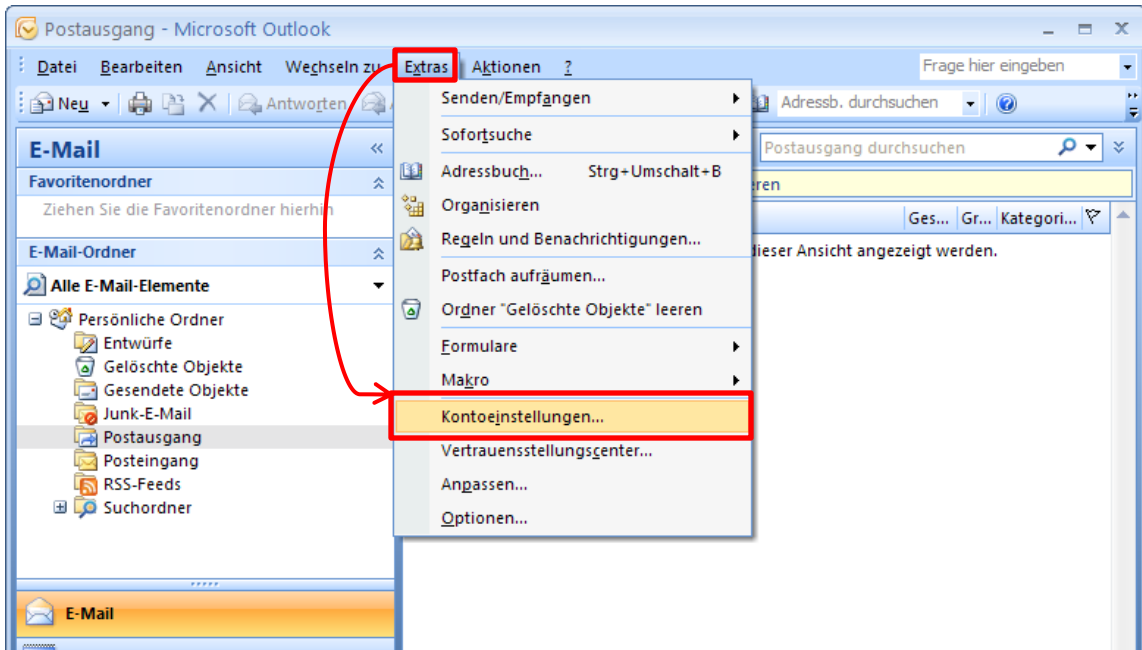 Postausgang - Microsoft Outlook
Datei Bearbeiten Ansicht Wechseln zu Extras Aktionen ? Frage hier eingeben
Neu Antworten Adressb. durchsuchen
E-Mail
Favoritenordner
Ziehen Sie die Favoritenordner hierhin
E-Mail-Ordner
Alle E-Mail-Elemente
Persönliche Ordner
Entwürfe
Gelöschte Objekte
Gesendete Objekte
Junk-E-Mail
Postausgang
Posteingang
RSS-Feeds
Suchordner
E-Mail
Senden/Empfangen
Sofortsuche
Adressbuch... Strg+Umschalt+B
Organisieren
Regeln und Benachrichtigungen...
Postfach aufräumen...
Ordner "Gelöschte Objekte" leeren
Formulare
Makro
Kontoeinstellungen...
Vertrauensstellungscenter...
Anpassen...
Optionen...
Postausgang durchsuchen
Ges... Gr... Kategori...
dieser Ansicht angezeigt werden.